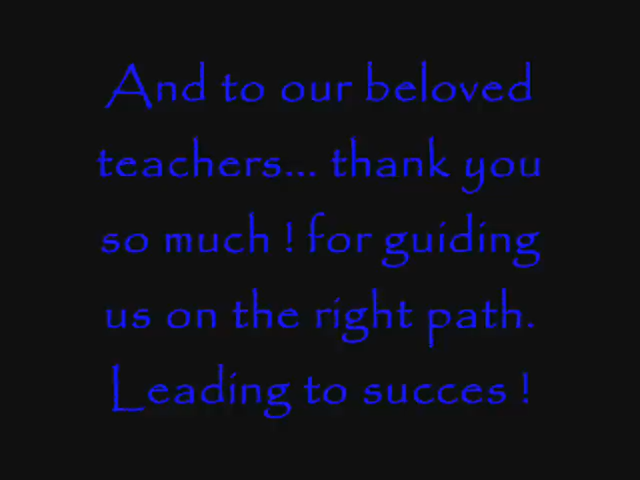 And to our beloved
teachers... thank you
so much ! for guiding
us on the right path.
Leading to succes !